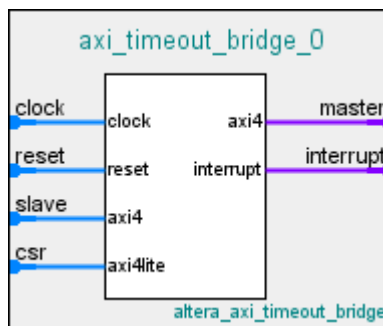 axi_timeout_bridge_0
clock clock axi4 master
reset reset interrupt interrupt
slave axi4
csr axi4lite
altera_axi_timeout_bridge